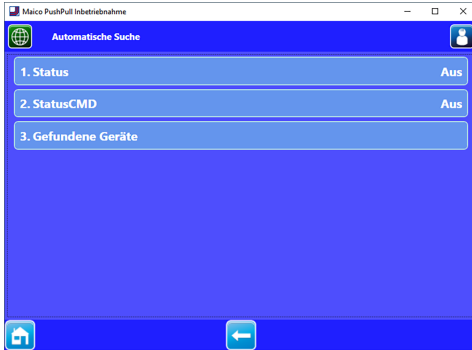 Maico PushPull Inbetriebnahme
Automatische Suche
1. Status Aus
2. StatusCMD Aus
3. Gefundene Geräte